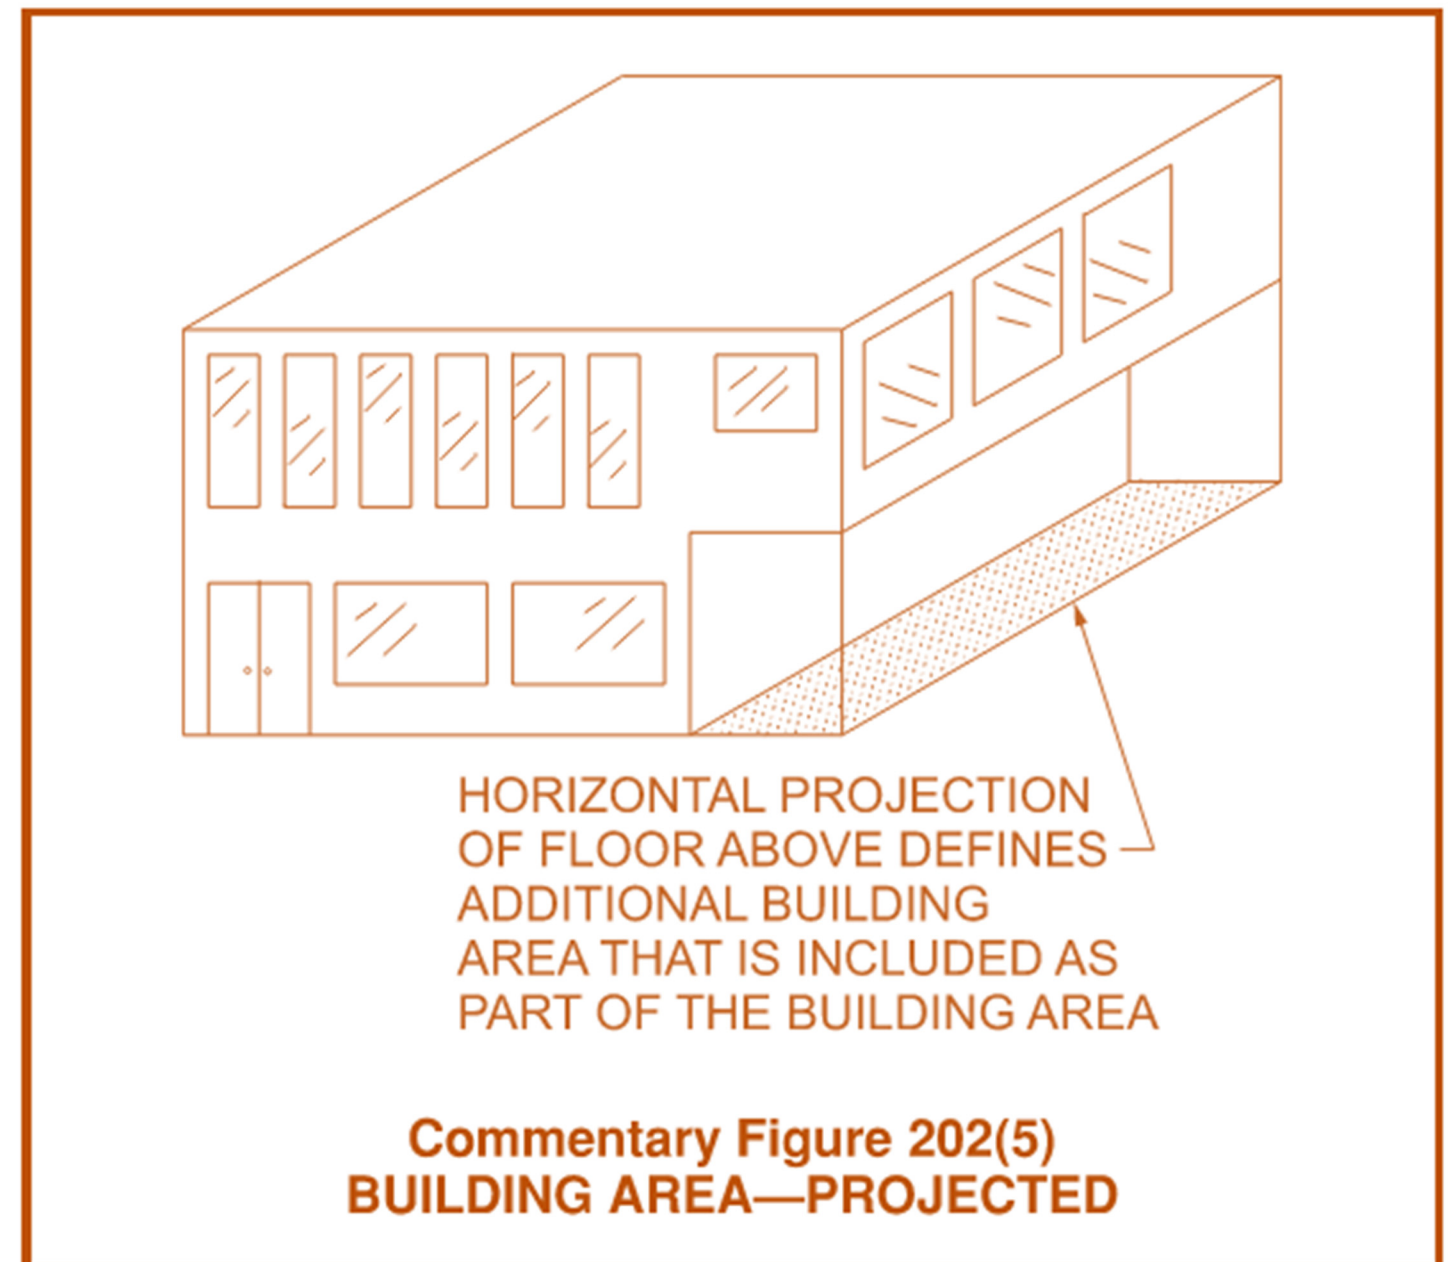 HORIZONTAL PROJECTION
OF FLOOR ABOVE DEFINES
ADDITIONAL BUILDING
AREA THAT IS INCLUDED AS
PART OF THE BUILDING AREA
Commentary Figure 202(5)
BUILDING AREA—PROJECTED